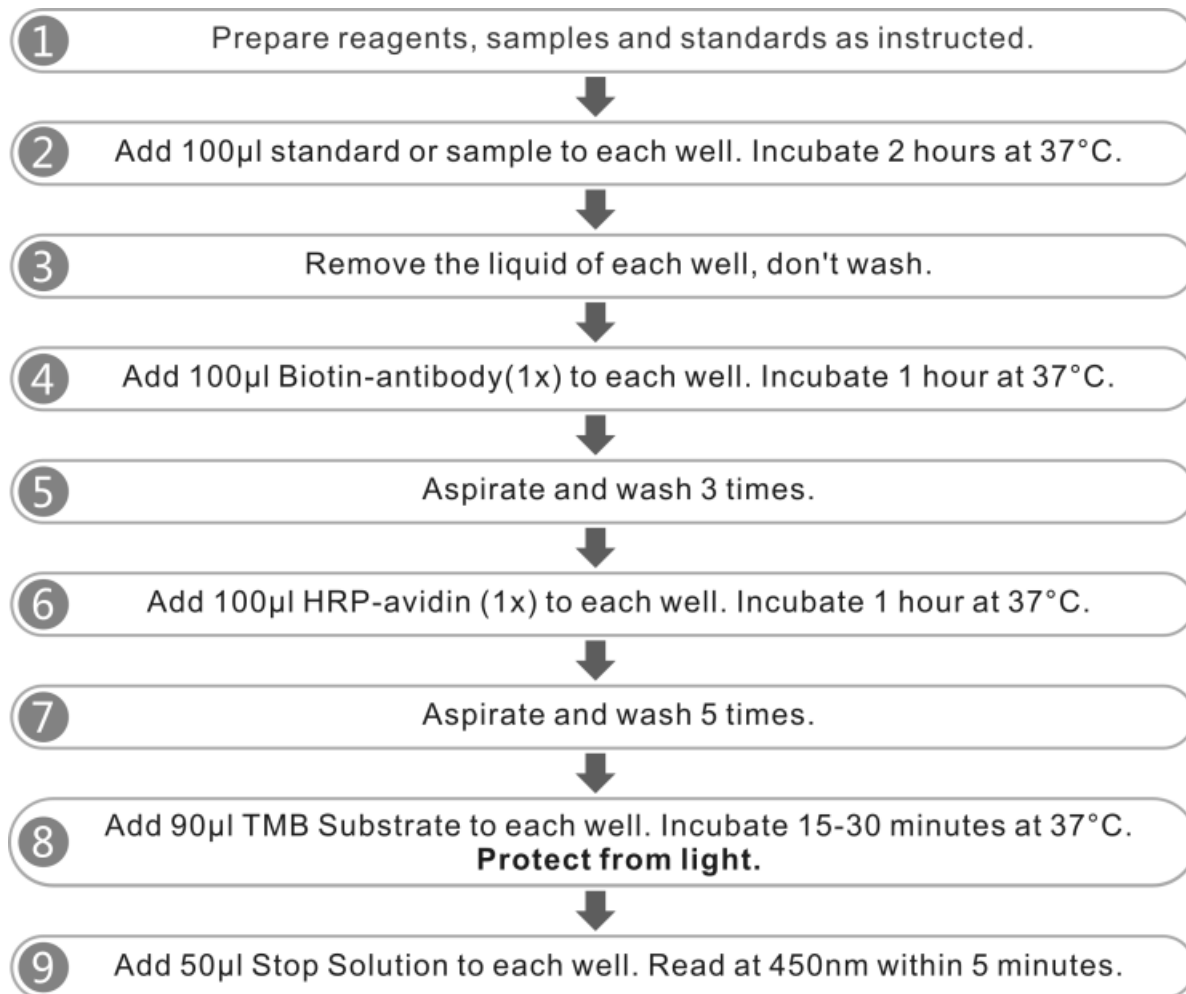 1 Prepare reagents, samples and standards as instructed.
2 Add 100µl standard or sample to each well. Incubate 2 hours at 37°C.
3 Remove the liquid of each well, don't wash.
4 Add 100µl Biotin-antibody(1x) to each well. Incubate 1 hour at 37°C.
5 Aspirate and wash 3 times.
6 Add 100µl HRP-avidin (1x) to each well. Incubate 1 hour at 37°C.
7 Aspirate and wash 5 times.
8 Add 90µl TMB Substrate to each well. Incubate 15-30 minutes at 37°C.
Protect from light.
9 Add 50µl Stop Solution to each well. Read at 450nm within 5 minutes.